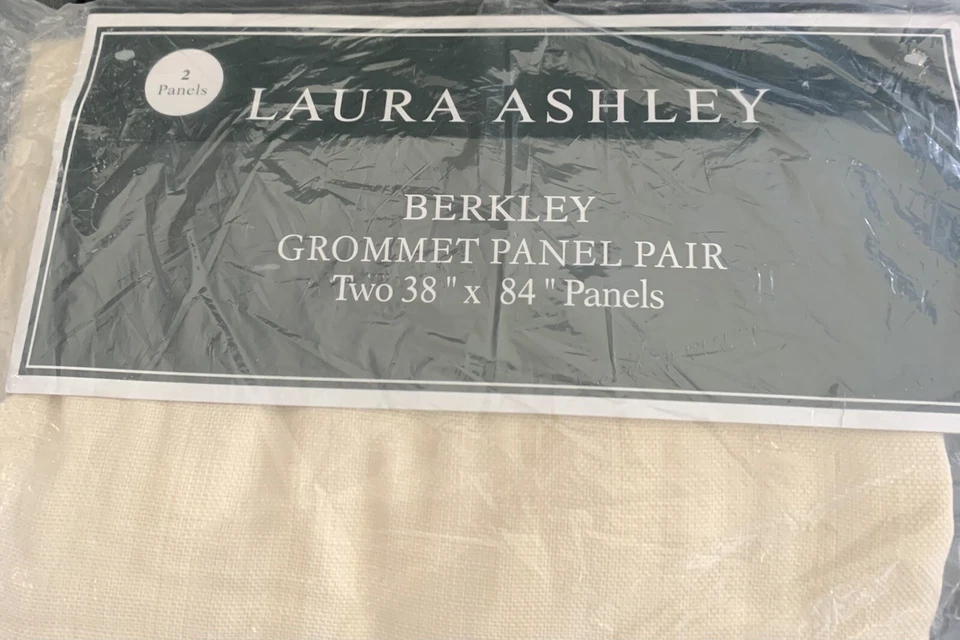 2
Panels
LAURA ASHLEY
BERKLEY
GROMMET PANEL PAIR
Two 38 " x 84 " Panels